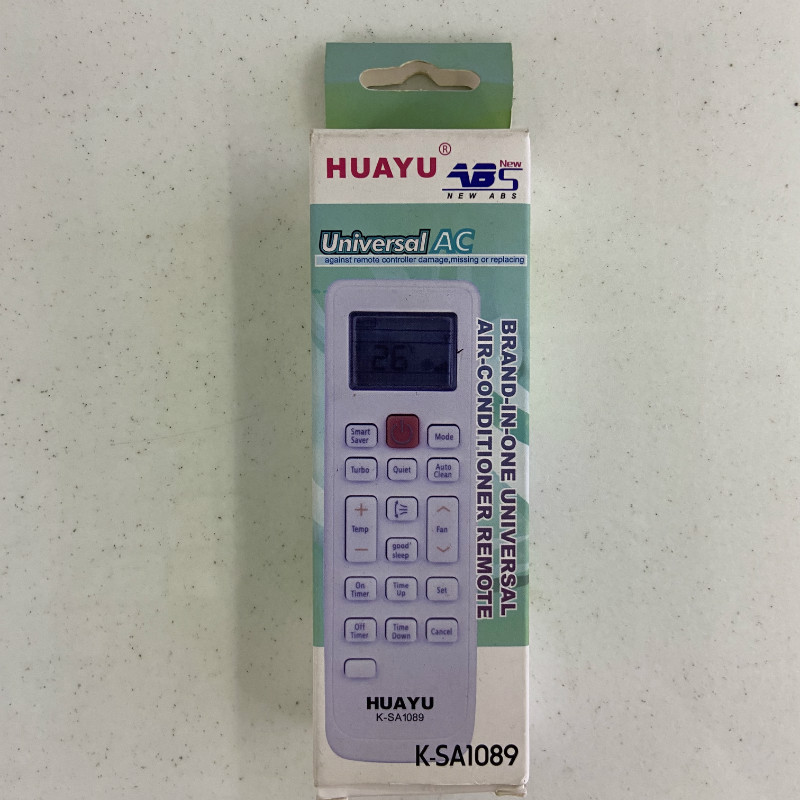 HUAYU®
New
ABS
NEW ABS
Universal AC
against remote controller damage,missing or replacing
BRAND-IN-ONE UNIVERSAL
AIR-CONDITIONER REMOTE
26°
Smart
Saver
Mode
Turbo
Quiet
Auto
Clean
+
Temp
−
Fan
good'
sleep
On
Timer
Time
Up
Set
Off
Timer
Time
Down
Cancel
HUAYU
K-SA1089
K-SA1089